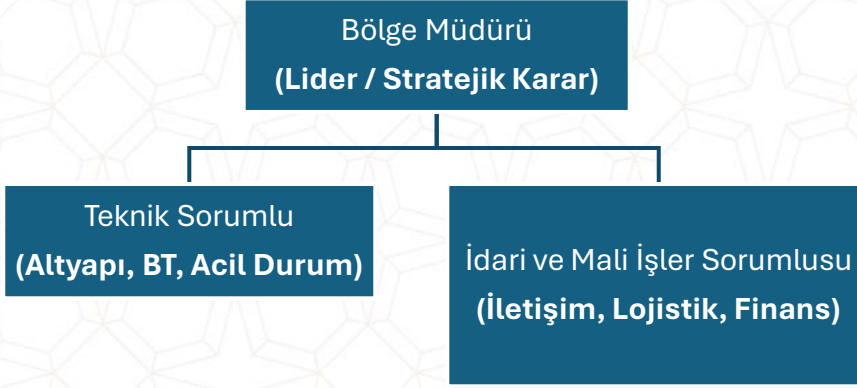 Bölge Müdürü
(Lider / Stratejik Karar)
Teknik Sorumlu
(Altyapı, BT, Acil Durum)
İdari ve Mali İşler Sorumlusu
(İletişim, Lojistik, Finans)